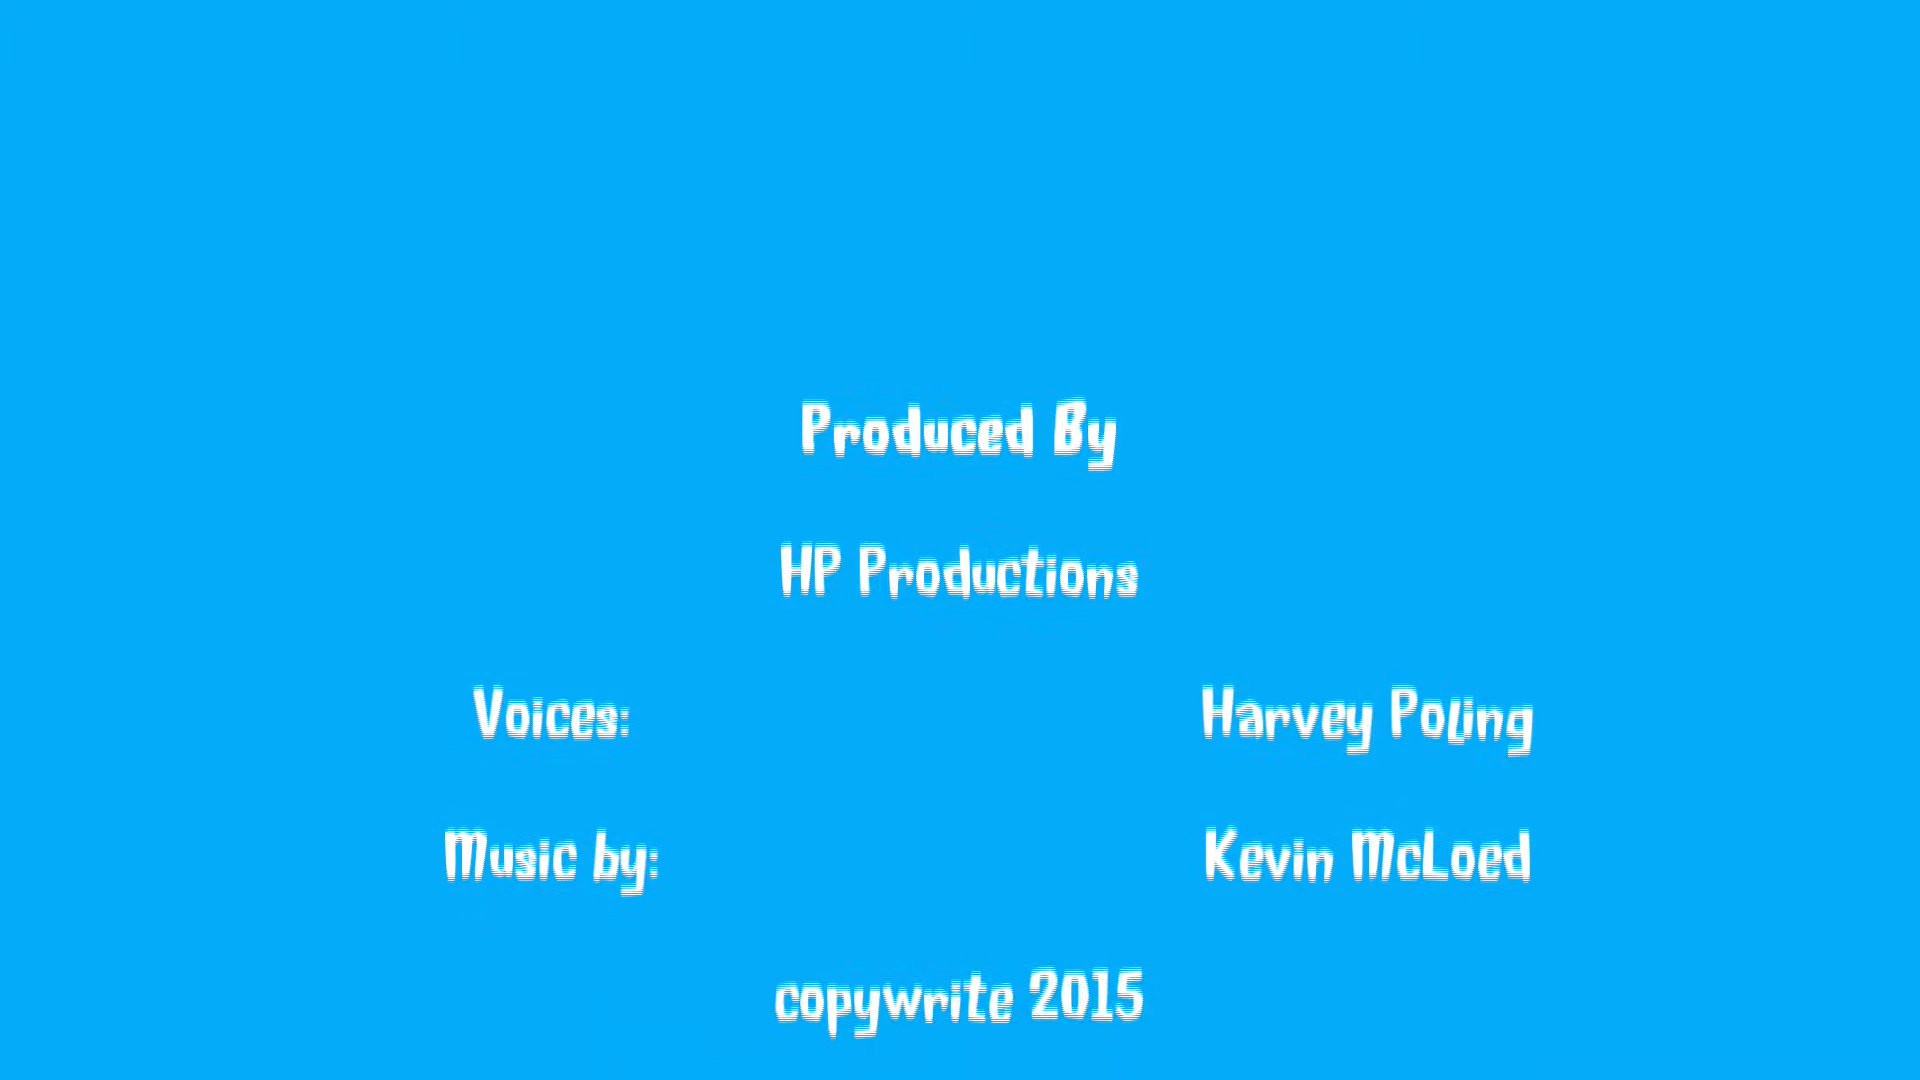 Produced By
HP Productions
Voices: Harvey Poling
Music by: Kevin McLoed
copywrite 2015